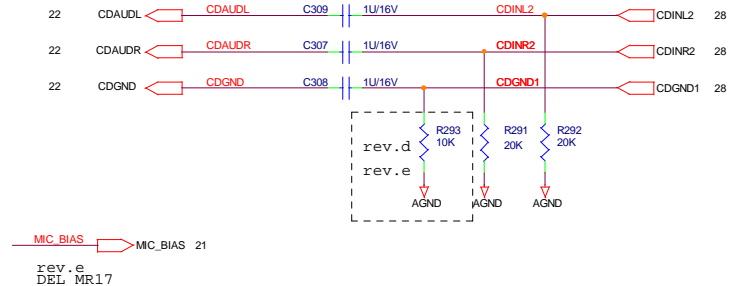 22 CDAUDL CDAUDL C309 1U/16V CDINL2 CDINL2 28
22 CDAUDR CDAUDR C307 1U/16V CDINR2 CDINR2 28
22 CDGND CDGND C308 1U/16V CDGND1 CDGND1 28
R293 R291 R292
rev.d 10K 20K 20K
rev.e
AGND AGND AGND
MIC_BIAS MIC_BIAS 21
rev.e
DEL MR17